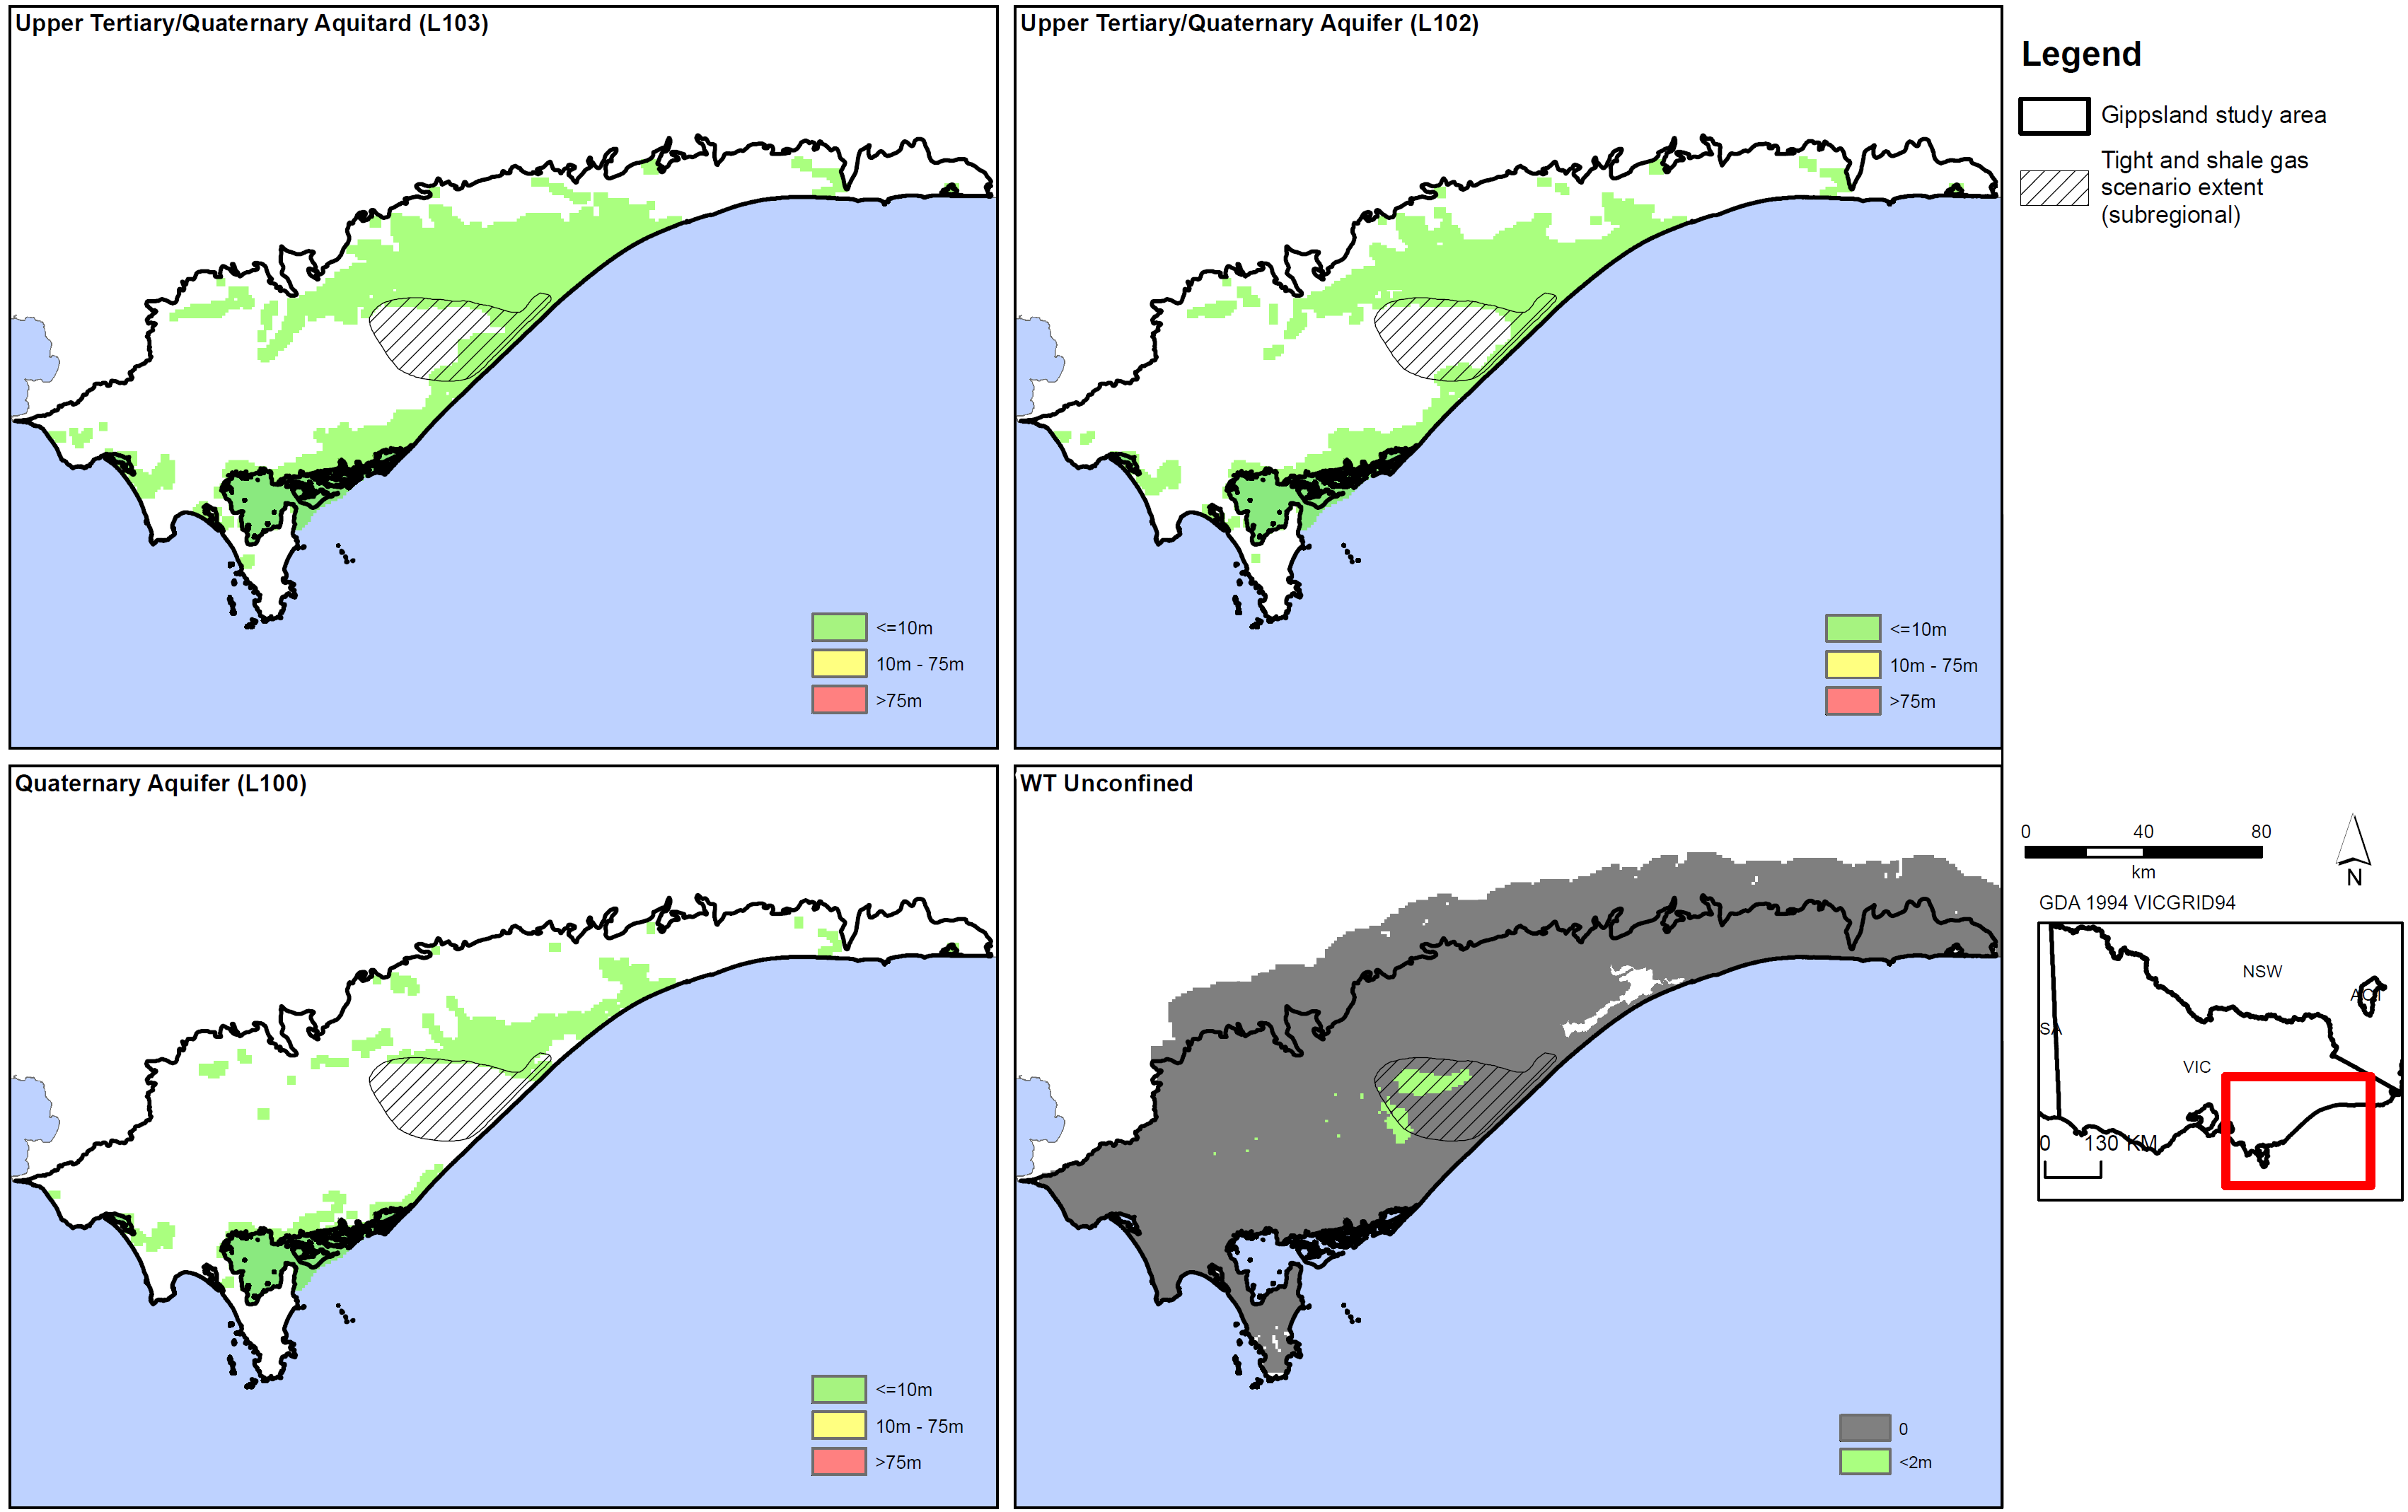 Upper Tertiary/Quaternary Aquitard (L103)
<=10m
10m - 75m
>75m
Upper Tertiary/Quaternary Aquifer (L102)
<=10m
10m - 75m
>75m
Quaternary Aquifer (L100)
<=10m
10m - 75m
>75m
WT Unconfined
0
<2m
Legend
Gippsland study area
Tight and shale gas
scenario extent
(subregional)
0 40 80
km
N
GDA 1994 VICGRID94
NSW
ACT
SA
VIC
0 130 KM